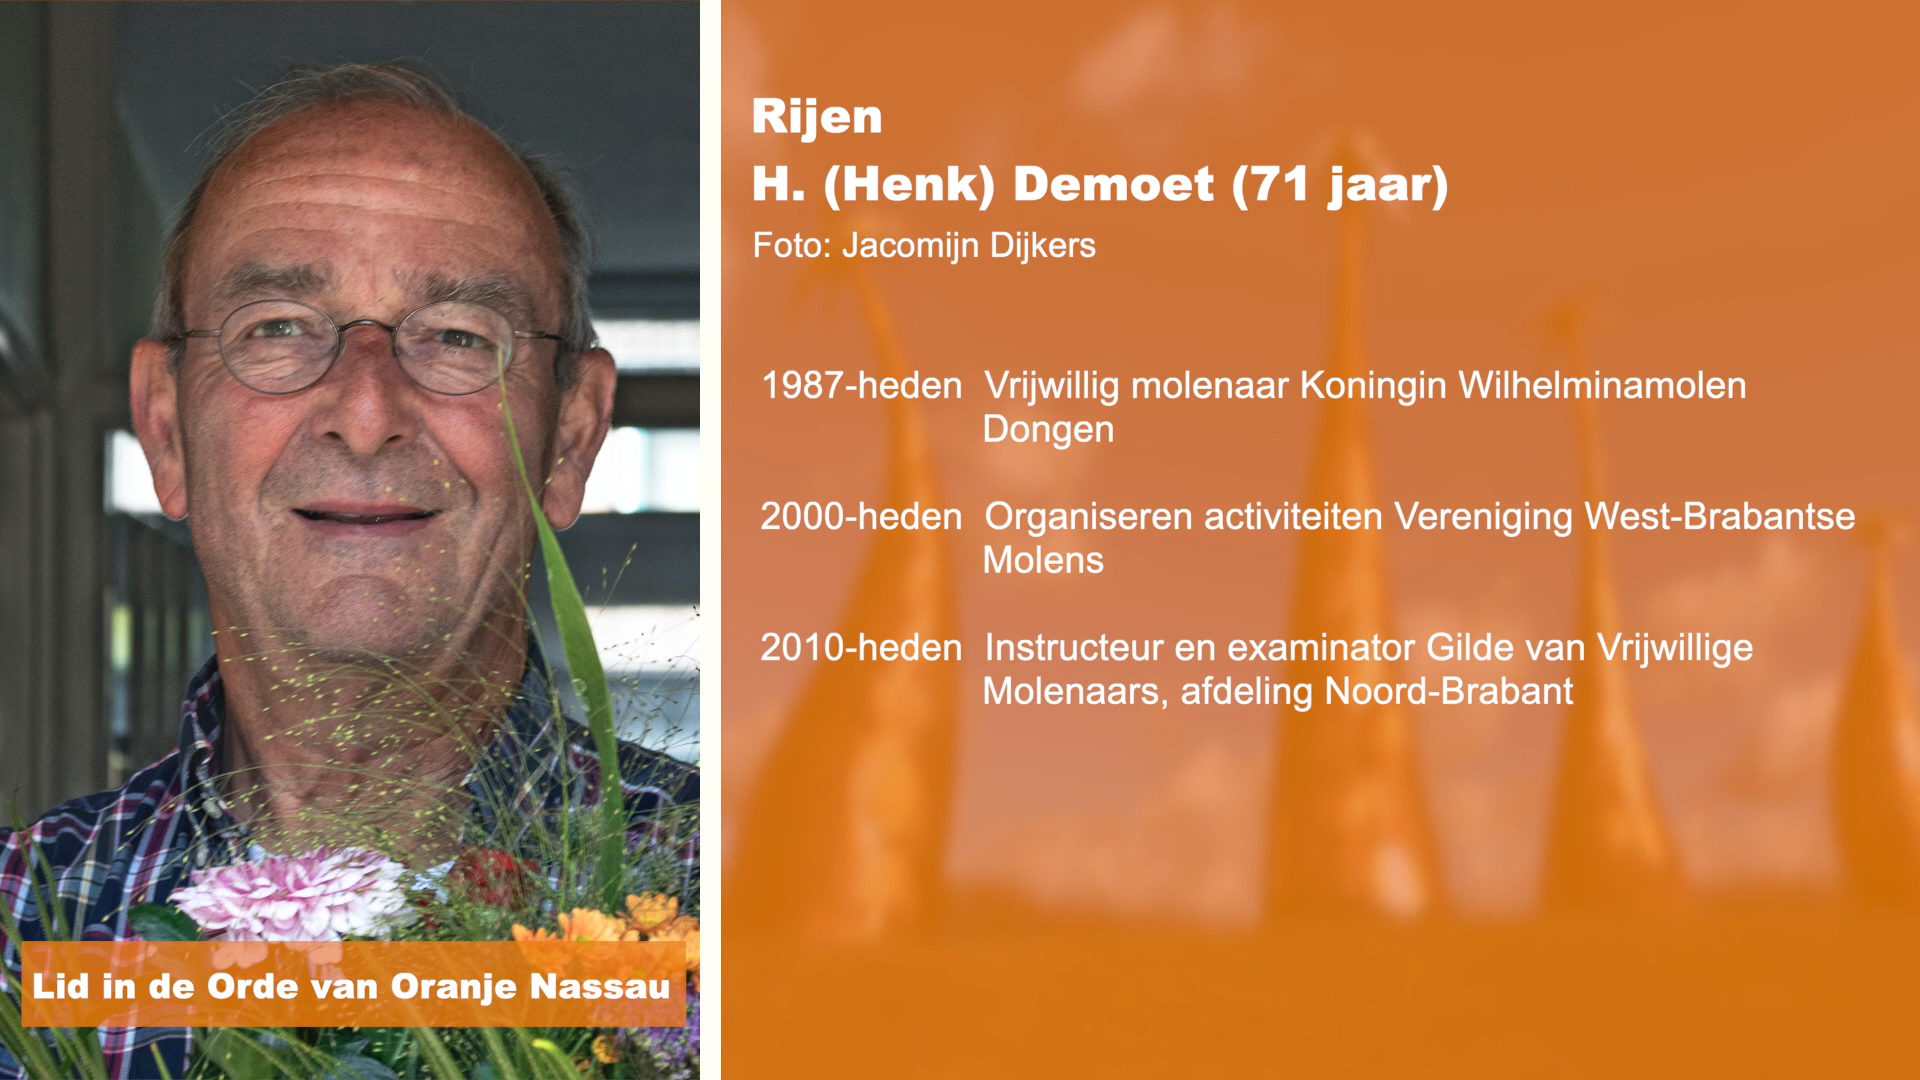 Rijen
H. (Henk) Demoet (71 jaar)
Foto: Jacomijn Dijkers
1987-heden Vrijwillig molenaar Koningin Wilhelminamolen
Dongen
2000-heden Organiseren activiteiten Vereniging West-Brabantse
Molens
2010-heden Instructeur en examinator Gilde van Vrijwillige
Molenaars, afdeling Noord-Brabant
Lid in de Orde van Oranje Nassau